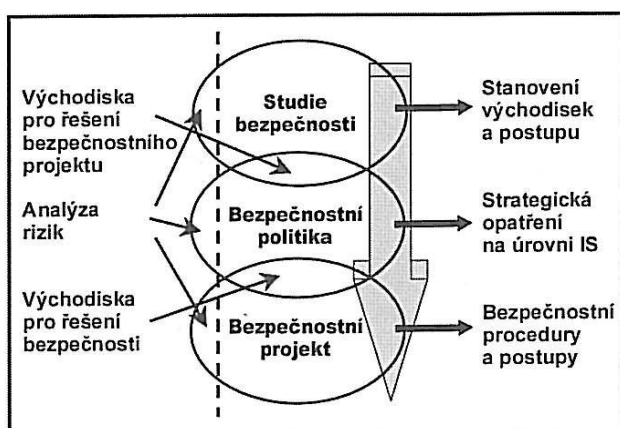 Východiska
pro řešení
bezpečnostního
projektu
Analýza
rizik
Východiska
pro řešení
bezpečnosti
Studie
bezpečnosti
Bezpečnostní
politika
Bezpečnostní
projekt
Stanovení
východisek
a postupu
Strategická
opatření
na úrovni IS
Bezpečnostní
procedury
a postupy